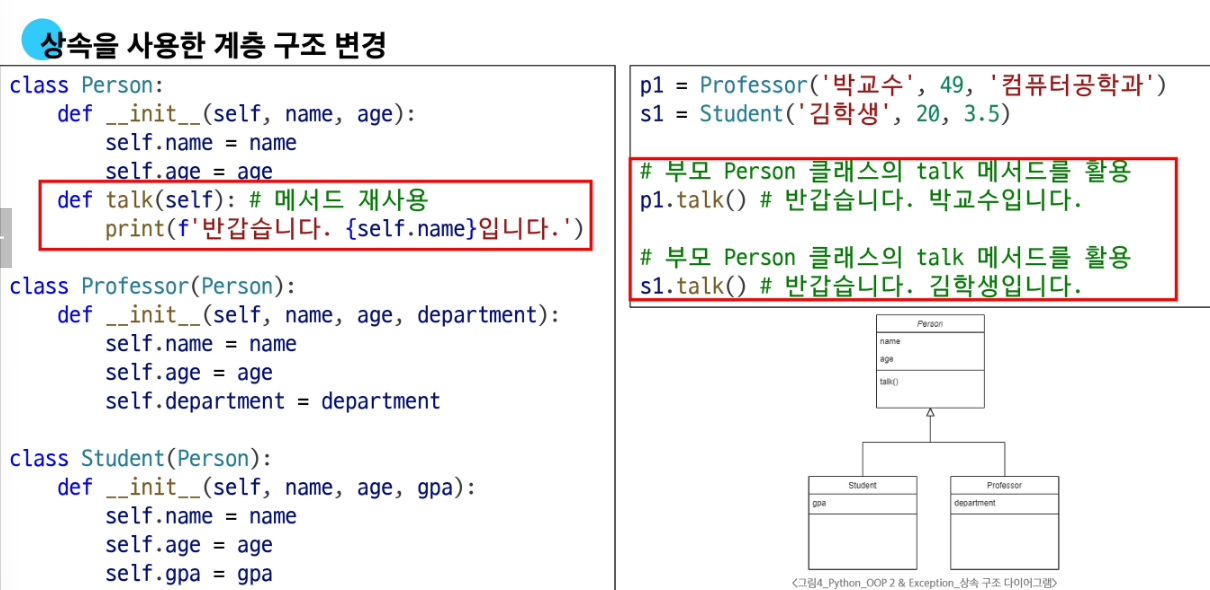 상속을 사용한 계층 구조 변경
class Person:
    def __init__(self, name, age):
        self.name = name
        self.age = age
    def talk(self): # 메서드 재사용
        print(f'반갑습니다. {self.name}입니다.')
class Professor(Person):
    def __init__(self, name, age, department):
        self.name = name
        self.age = age
        self.department = department
class Student(Person):
    def __init__(self, name, age, gpa):
        self.name = name
        self.age = age
        self.gpa = gpa
p1 = Professor('박교수', 49, '컴퓨터공학과')
s1 = Student('김학생', 20, 3.5)
# 부모 Person 클래스의 talk 메서드를 활용
p1.talk() # 반갑습니다. 박교수입니다.
# 부모 Person 클래스의 talk 메서드를 활용
s1.talk() # 반갑습니다. 김학생입니다.
Person
name
age
talk()
Student
gpa
Professor
department
<그림4_Python_OOP 2 & Exception_상속 구조 다이어그램>